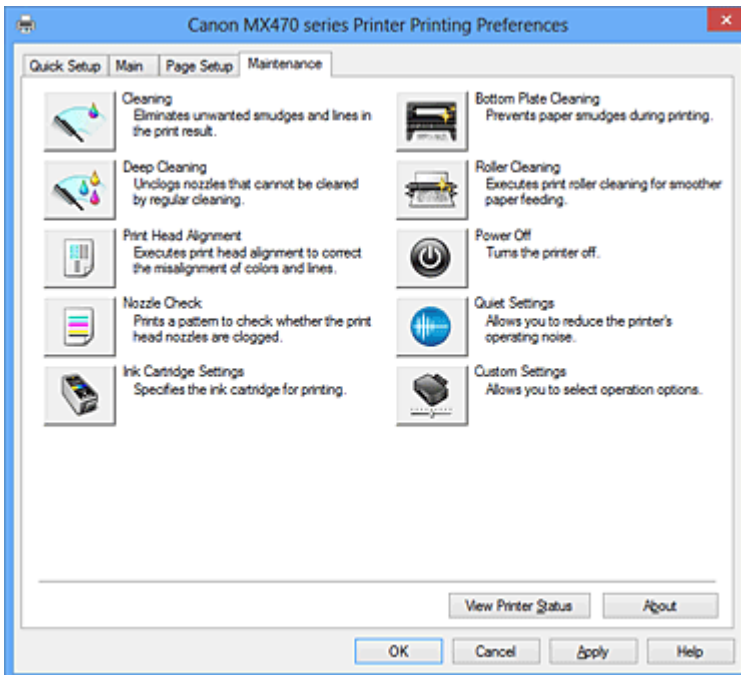 Canon MX470 series Printer Printing Preferences
Quick Setup
Main
Page Setup
Maintenance
Cleaning
Eliminates unwanted smudges and lines in
the print result.
Deep Cleaning
Unclogs nozzles that cannot be cleared
by regular cleaning.
Print Head Alignment
Executes print head alignment to correct
the misalignment of colors and lines.
Nozzle Check
Prints a pattern to check whether the print
head nozzles are clogged.
Ink Cartridge Settings
Specifies the ink cartridge for printing.
Bottom Plate Cleaning
Prevents paper smudges during printing.
Roller Cleaning
Executes print roller cleaning for smoother
paper feeding.
Power Off
Turns the printer off.
Quiet Settings
Allows you to reduce the printer's
operating noise.
Custom Settings
Allows you to select operation options.
View Printer Status
About
OK
Cancel
Apply
Help